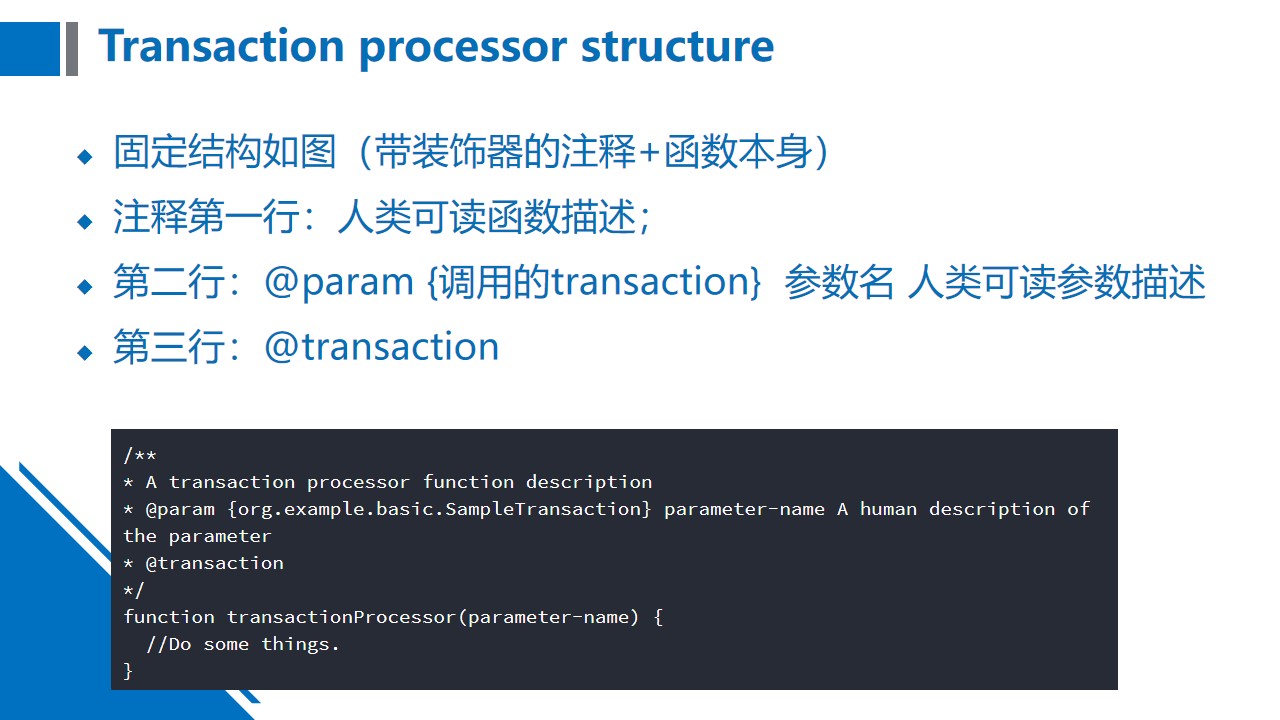 Transaction processor structure
固定结构如图（带装饰器的注释+函数本身）
注释第一行：人类可读函数描述；
第二行：@param {调用的transaction} 参数名 人类可读参数描述
第三行：@transaction
/**
* A transaction processor function description
* @param {org.example.basic.SampleTransaction} parameter-name A human description of
the parameter
* @transaction
*/
function transactionProcessor(parameter-name) {
//Do some things.
}